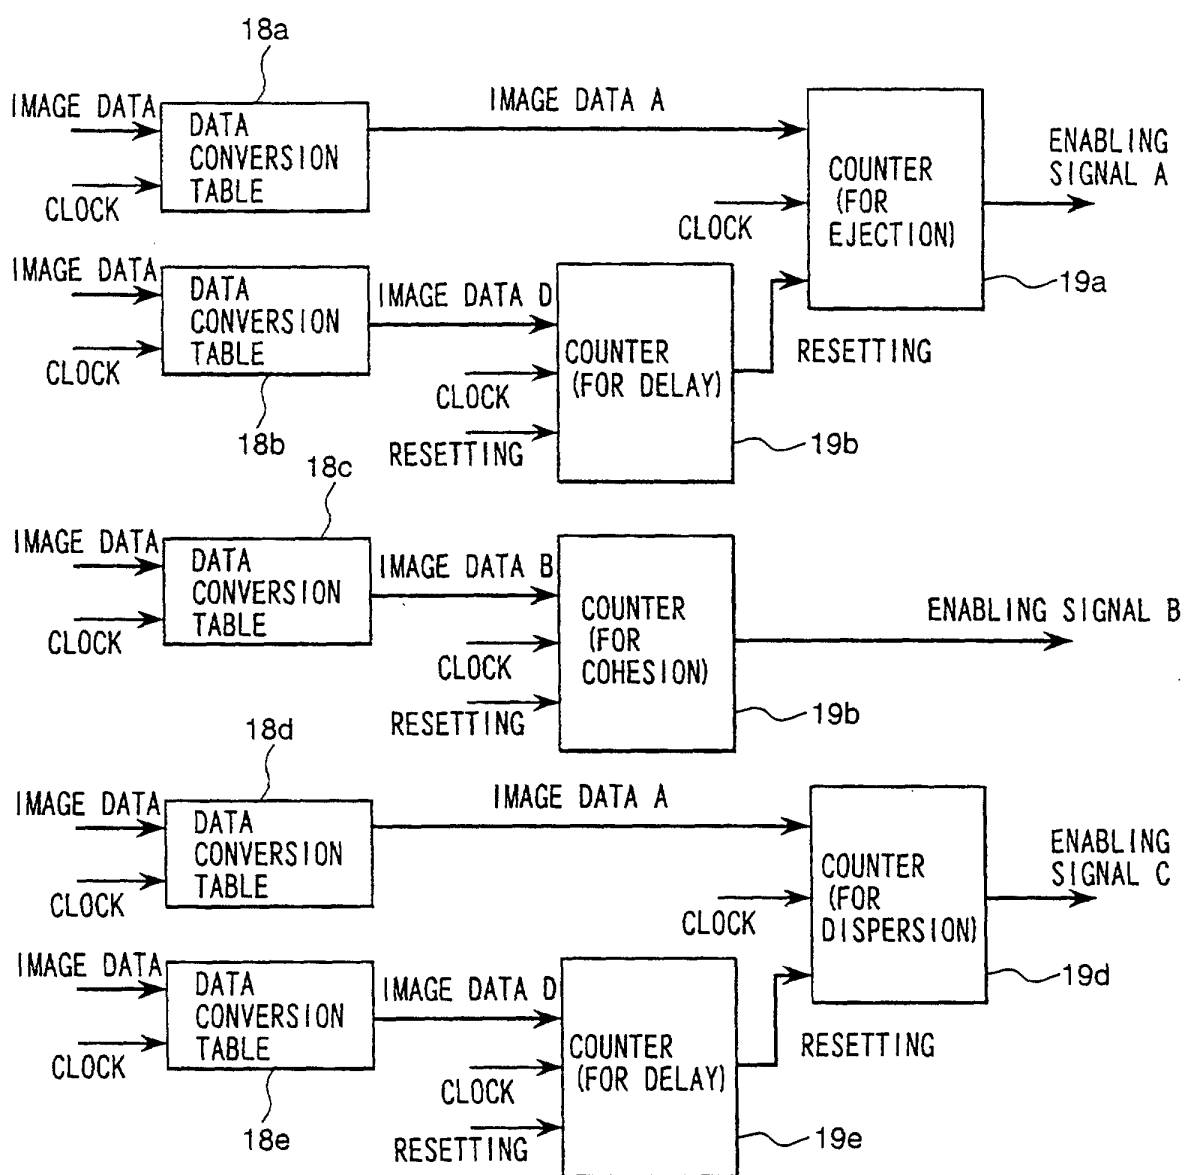 18a
IMAGE DATA
DATA
CONVERSION
TABLE
CLOCK
IMAGE DATA A
COUNTER
(FOR
EJECTION)
CLOCK
ENABLING
SIGNAL A
19a
IMAGE DATA
DATA
CONVERSION
TABLE
CLOCK
18b
IMAGE DATA D
COUNTER
(FOR DELAY)
CLOCK
RESETTING
RESETTING
19b
18c
IMAGE DATA
DATA
CONVERSION
TABLE
CLOCK
IMAGE DATA B
COUNTER
(FOR
COHESION)
CLOCK
RESETTING
ENABLING SIGNAL B
19b
18d
IMAGE DATA
DATA
CONVERSION
TABLE
CLOCK
IMAGE DATA A
COUNTER
(FOR
DISPERSION)
CLOCK
ENABLING
SIGNAL C
19d
IMAGE DATA
DATA
CONVERSION
TABLE
CLOCK
18e
IMAGE DATA D
COUNTER
(FOR DELAY)
CLOCK
RESETTING
RESETTING
19e